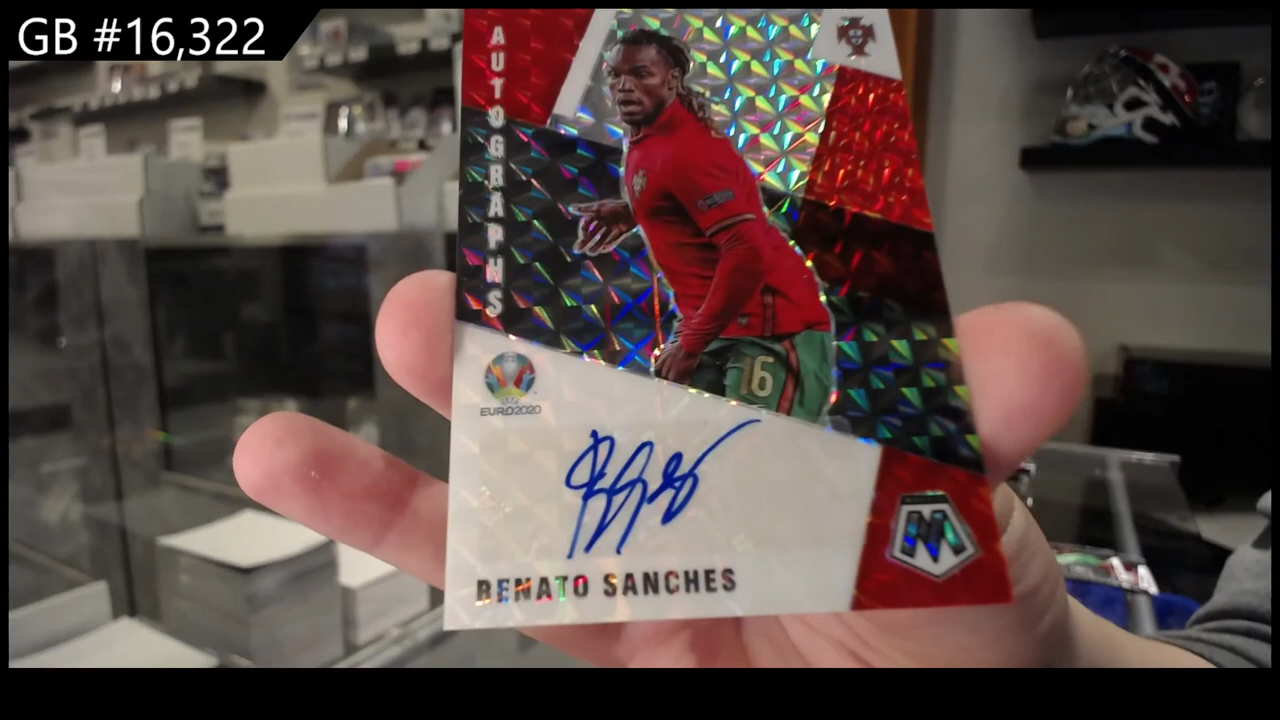 GB #16,322
AUTOGRAPHS
16
EURO2020
RENATO SANCHES